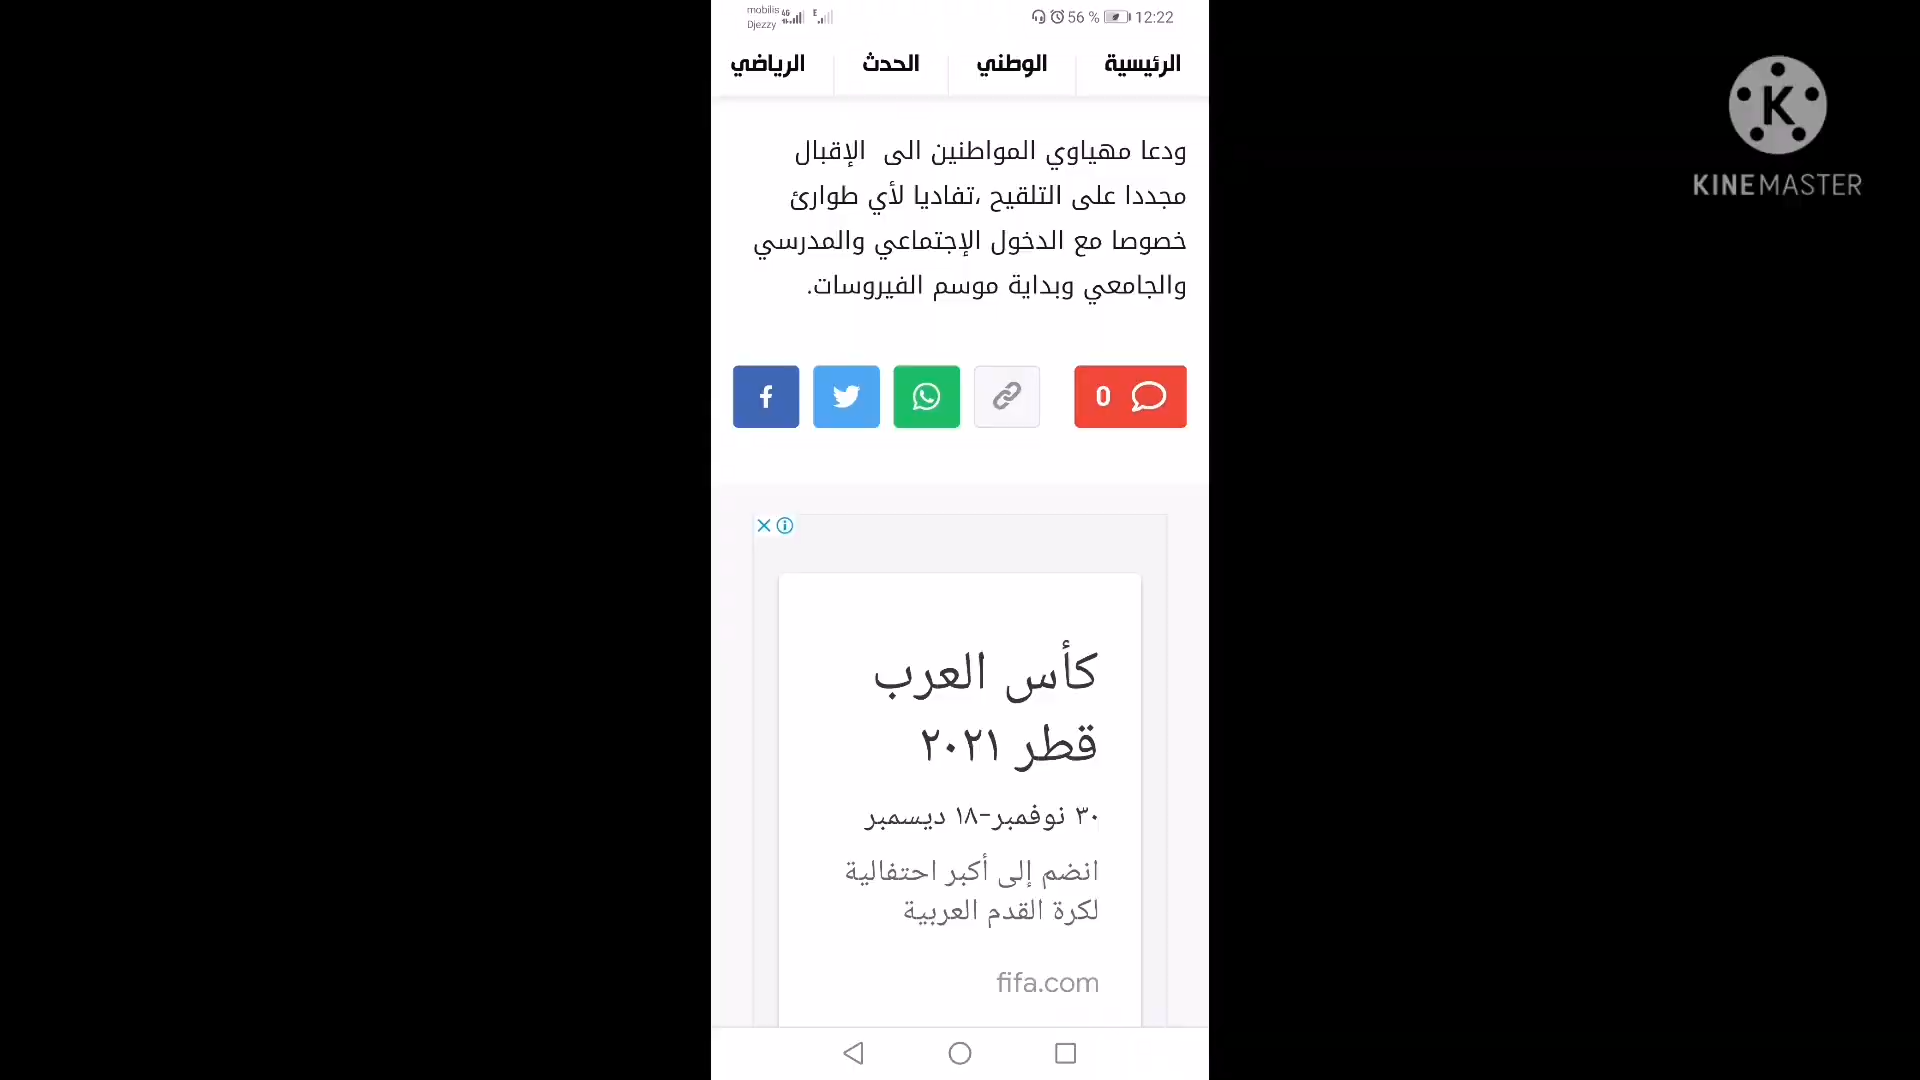 mobilis 4G E
Djezzy
56 % 12:22
الرئيسية الوطني الحدث الرياضي
ودعا مهياوي المواطنين الى الإقبال
مجددا على التلقيح ،تفاديا لأي طوارئ
خصوصا مع الدخول الإجتماعي والمدرسي
والجامعي وبداية موسم الفيروسات.
0
كأس العرب
قطر ٢٠٢١
٣٠ نوفمبر-١٨ ديسمبر
انضم إلى أكبر احتفالية
لكرة القدم العربية
fifa.com
K
KINEMASTER